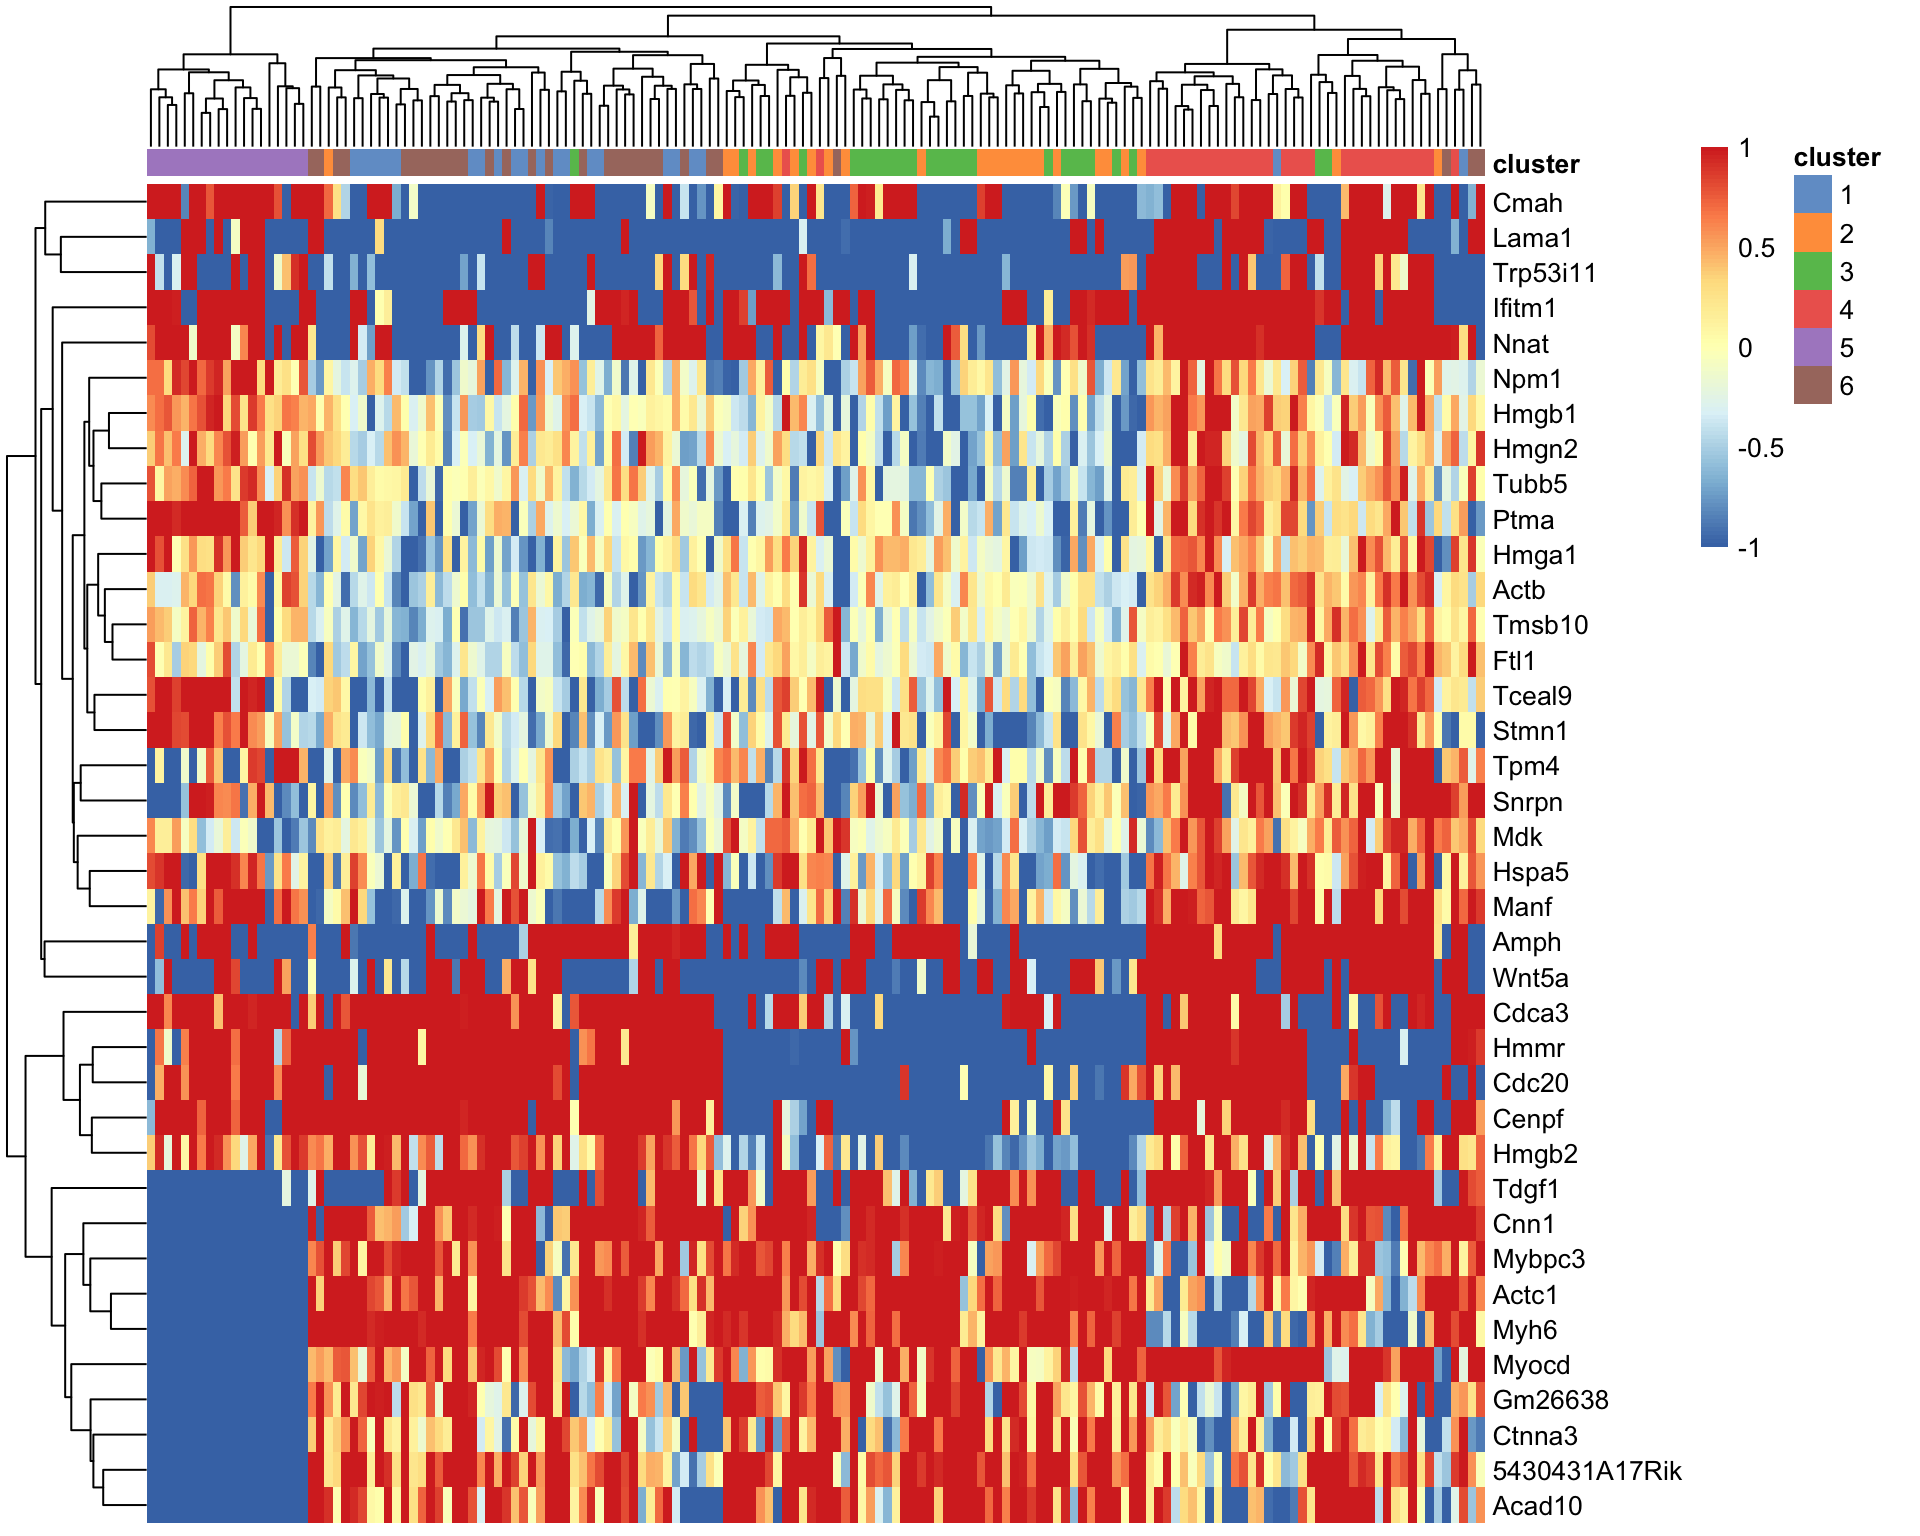 cluster
Cmah
Lama1
Trp53i11
Ifitm1
Nnat
Npm1
Hmgb1
Hmgn2
Tubb5
Ptma
Hmga1
Actb
Tmsb10
Ftl1
Tceal9
Stmn1
Tpm4
Snrpn
Mdk
Hspa5
Manf
Amph
Wnt5a
Cdca3
Hmmr
Cdc20
Cenpf
Hmgb2
Tdgf1
Cnn1
Mybpc3
Actc1
Myh6
Myocd
Gm26638
Ctnna3
5430431A17Rik
Acad10
1
0.5
0
-0.5
-1
cluster
1
2
3
4
5
6